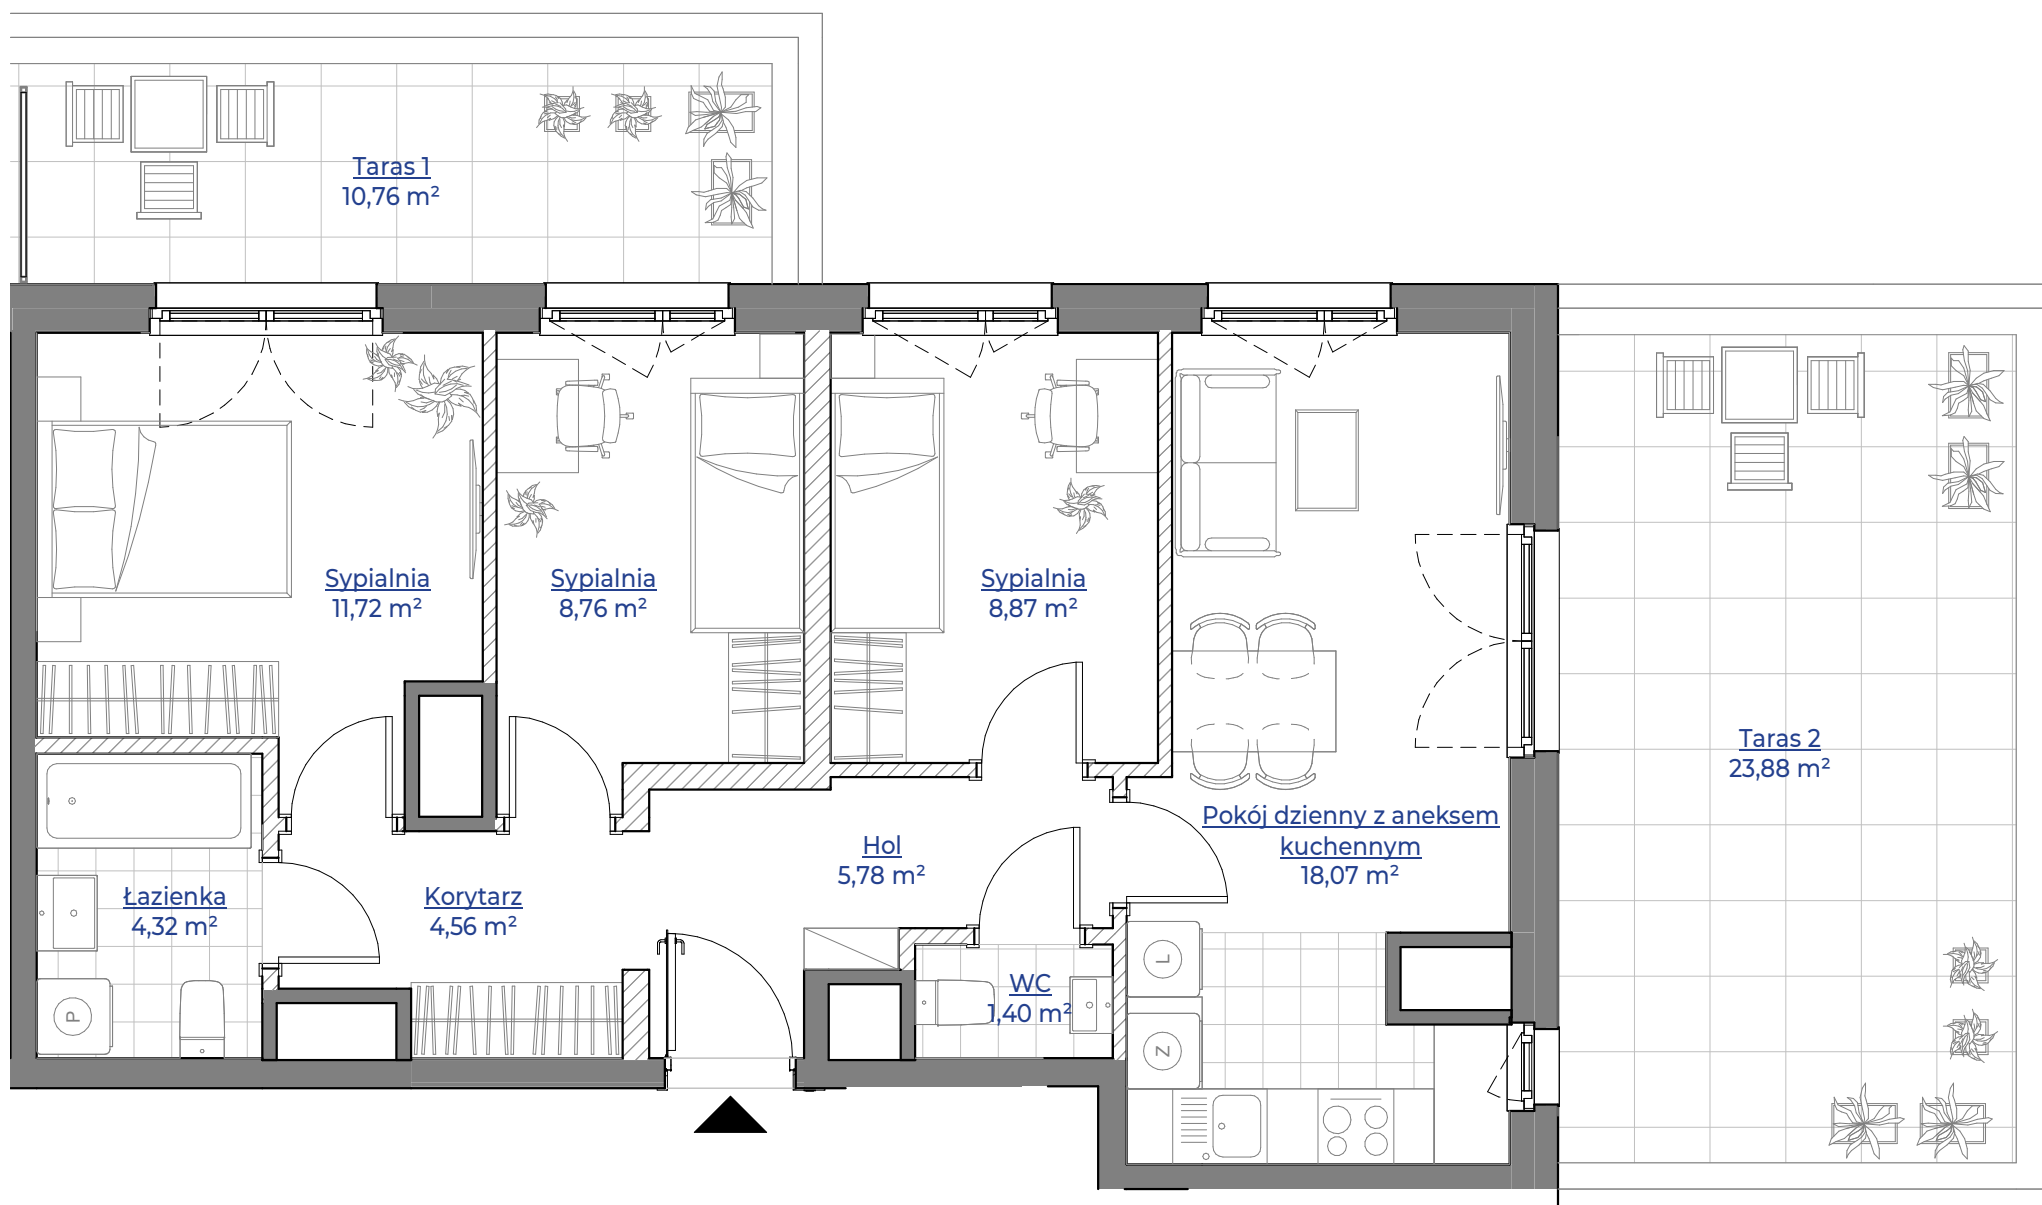 Taras 1
10,76 m²
Sypialnia
11,72 m²
Sypialnia
8,76 m²
Sypialnia
8,87 m²
Taras 2
23,88 m²
Pokój dzienny z aneksem
kuchennym
18,07 m²
Hol
5,78 m²
Łazienka
4,32 m²
Korytarz
4,56 m²
WC
1,40 m²
L
P
Z